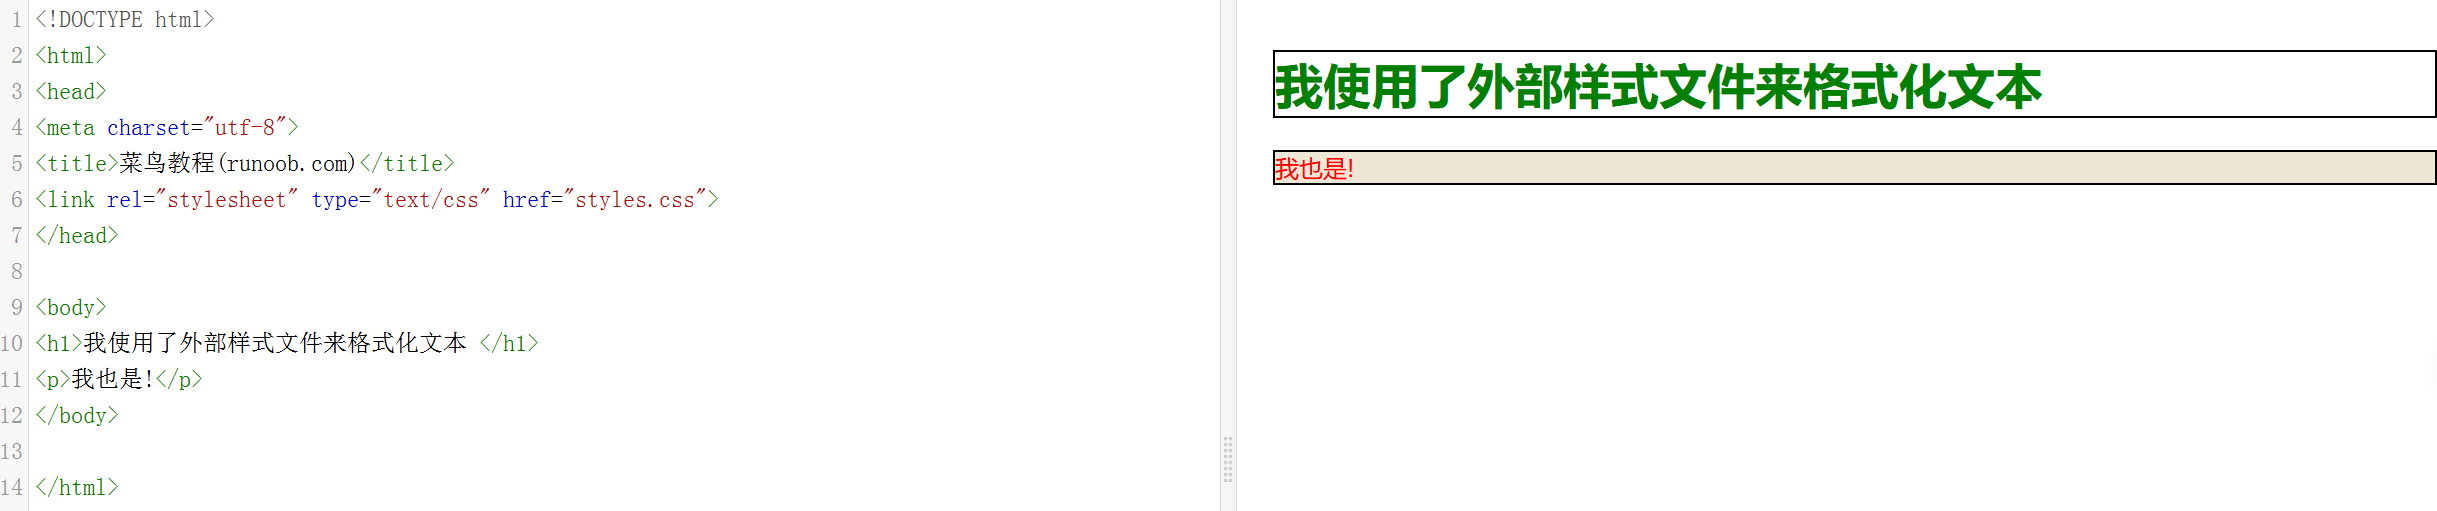 1 <!DOCTYPE html>
2 <html>
3 <head>
4 <meta charset="utf-8">
5 <title>菜鸟教程(runoob.com)</title>
6 <link rel="stylesheet" type="text/css" href="styles.css">
7 </head>
8
9 <body>
10 <h1>我使用了外部样式文件来格式化文本 </h1>
11 <p>我也是!</p>
12 </body>
13
14 </html>
我使用了外部样式文件来格式化文本
我也是!